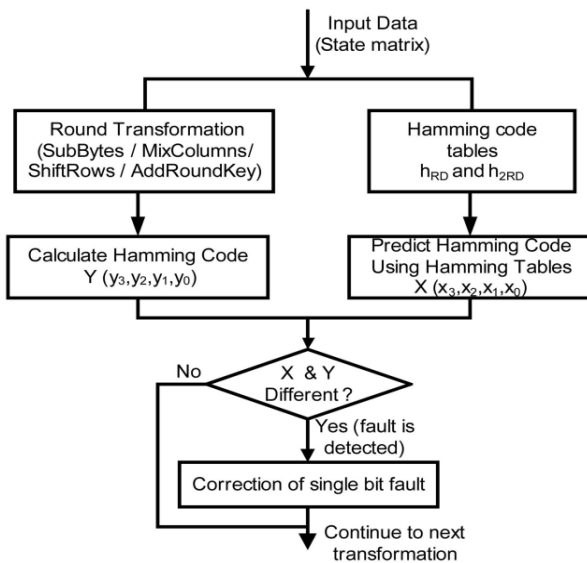 Input Data
(State matrix)
Round Transformation
(SubBytes / MixColumns/
ShiftRows / AddRoundKey)
Hamming code
tables
h_RD and h_2RD
Calculate Hamming Code
Y (y₃,y₂,y₁,y₀)
Predict Hamming Code
Using Hamming Tables
X (x₃,x₂,x₁,x₀)
No
X & Y
Different ?
Yes (fault is
detected)
Correction of single bit fault
Continue to next
transformation